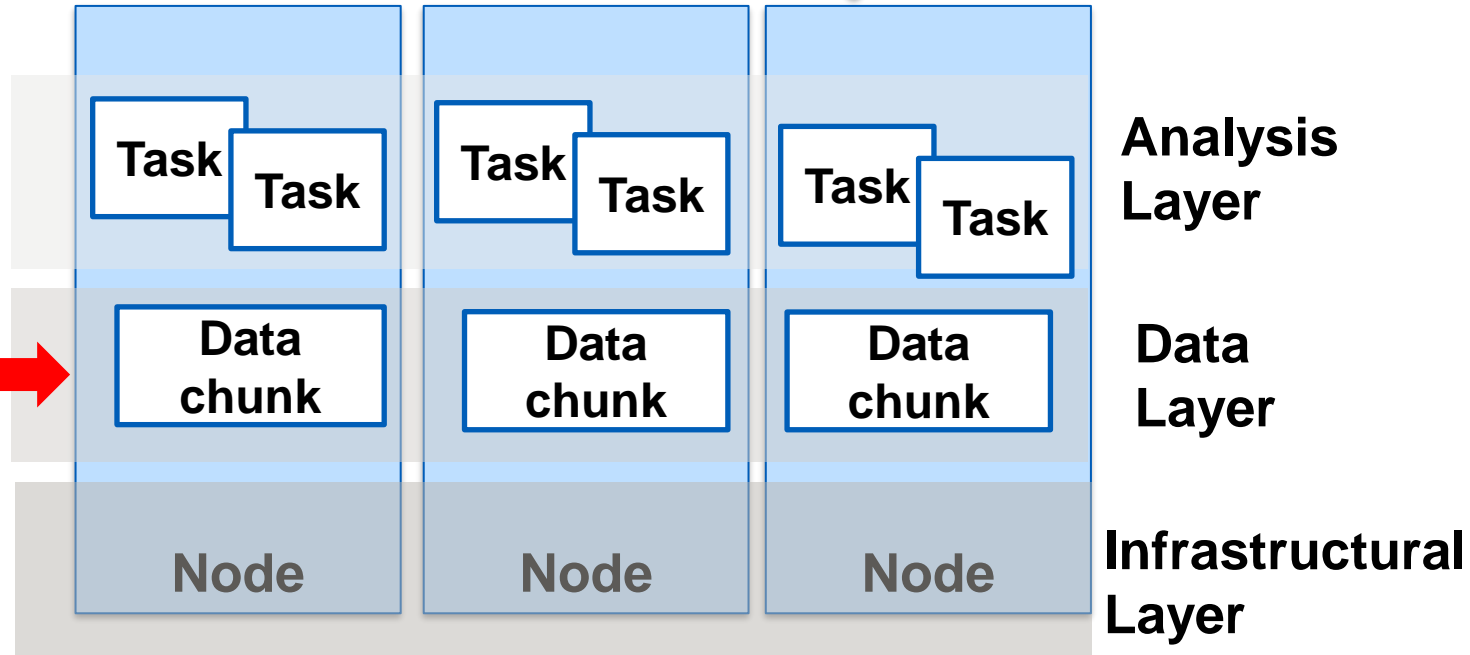 Task
Task
Task
Task
Task
Task
Analysis
Layer
Data
chunk
Data
chunk
Data
chunk
Data
Layer
Node
Node
Node
Infrastructural
Layer